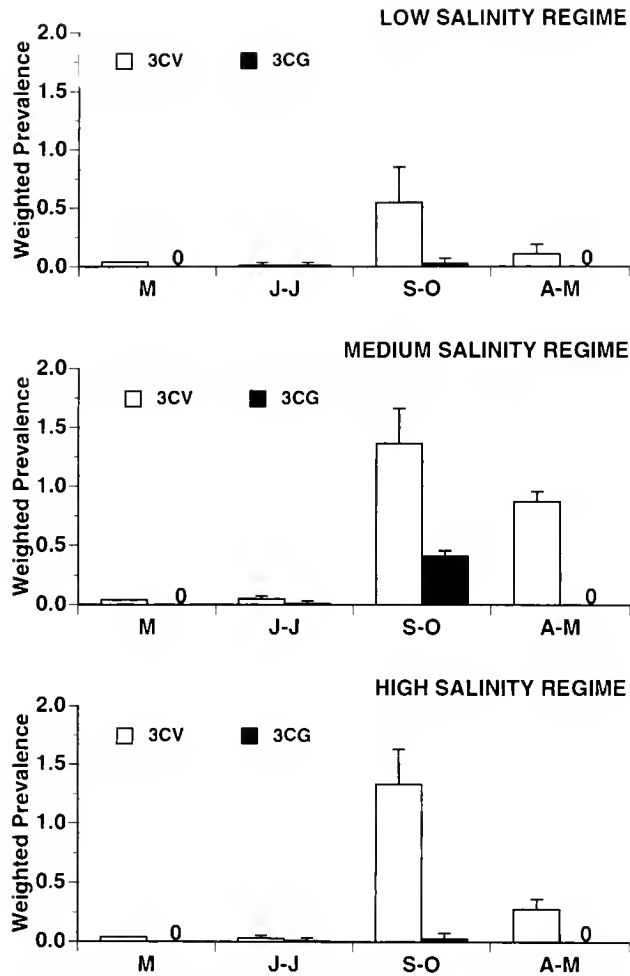 LOW SALINITY REGIME
Weighted Prevalence
2.0
1.5
1.0
0.5
0.0
3CV 3CG
0 0
M J-J S-O A-M
MEDIUM SALINITY REGIME
Weighted Prevalence
2.0
1.5
1.0
0.5
0.0
3CV 3CG
0 0
M J-J S-O A-M
HIGH SALINITY REGIME
Weighted Prevalence
2.0
1.5
1.0
0.5
0.0
3CV 3CG
0 0
M J-J S-O A-M